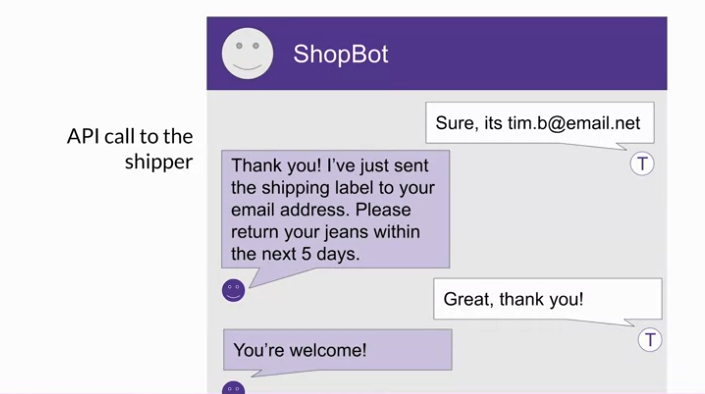 ShopBot
Sure, its tim.b@email.net
T
API call to the
shipper
Thank you! I've just sent
the shipping label to your
email address. Please
return your jeans within
the next 5 days.
Great, thank you!
T
You're welcome!